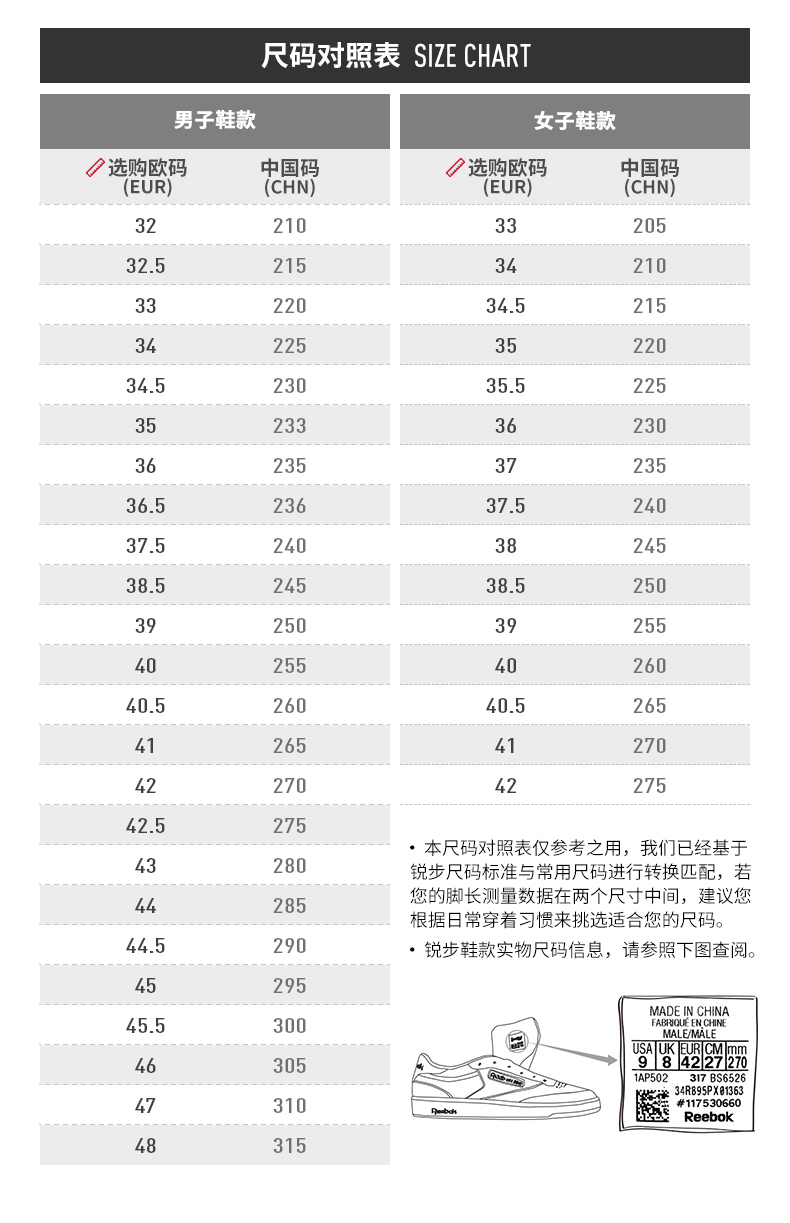 尺码对照表 SIZE CHART
男子鞋款
选购欧码 中国码
(EUR) (CHN)
32 210
32.5 215
33 220
34 225
34.5 230
35 233
36 235
36.5 236
37.5 240
38.5 245
39 250
40 255
40.5 260
41 265
42 270
42.5 275
43 280
44 285
44.5 290
45 295
45.5 300
46 305
47 310
48 315
女子鞋款
选购欧码 中国码
(EUR) (CHN)
33 205
34 210
34.5 215
35 220
35.5 225
36 230
37 235
37.5 240
38 245
38.5 250
39 255
40 260
40.5 265
41 270
42 275
• 本尺码对照表仅参考之用，我们已经基于
锐步尺码标准与常用尺码进行转换匹配，若
您的脚长测量数据在两个尺寸中间，建议您
根据日常穿着习惯来挑选适合您的尺码。
• 锐步鞋款实物尺码信息，请参照下图查阅。
Reebok
MADE IN CHINA
FABRIQUÉ EN CHINE
MALE/MÂLE
USA UK EUR CM mm
9 8 42 27 270
1AP502 317 BS6526
34R895PX01363
#117530660
Reebok